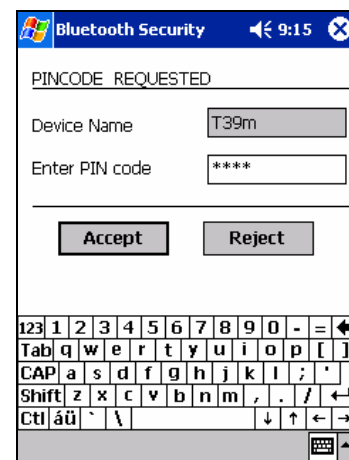 Bluetooth Security 9:15
PINCODE REQUESTED
Device Name T39m
Enter PIN code ****
Accept Reject
123 1 2 3 4 5 6 7 8 9 0 - =
Tab q w e r t y u i o p [ ]
CAP a s d f g h j k l ; '
Shift z x c v b n m , . /
Ctl áü ` \